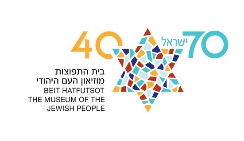 40
ישראל 70
בית התפוצות
מוזיאון העם היהודי
BEIT HATFUTSOT
THE MUSEUM OF THE
JEWISH PEOPLE